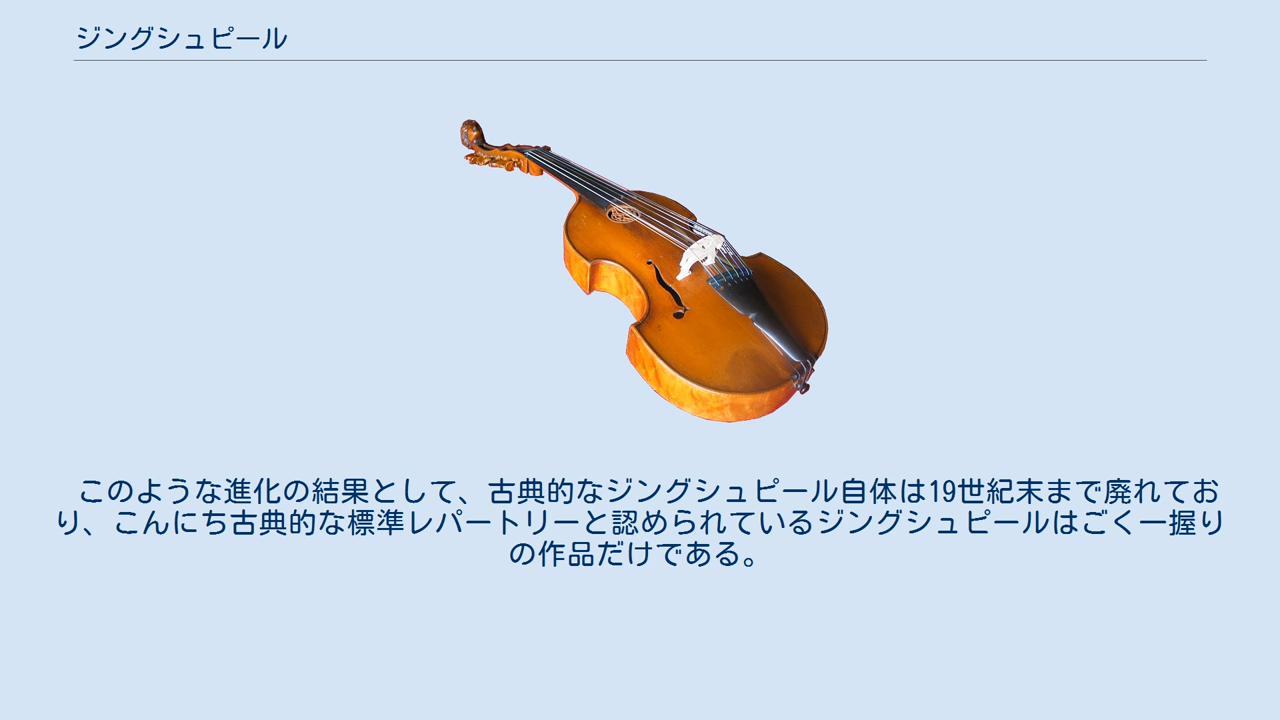 ジングシュピール
このような進化の結果として、古典的なジングシュピール自体は19世紀末まで廃れてお
り、こんにち古典的な標準レパートリーと認められているジングシュピールはごく一握り
の作品だけである。